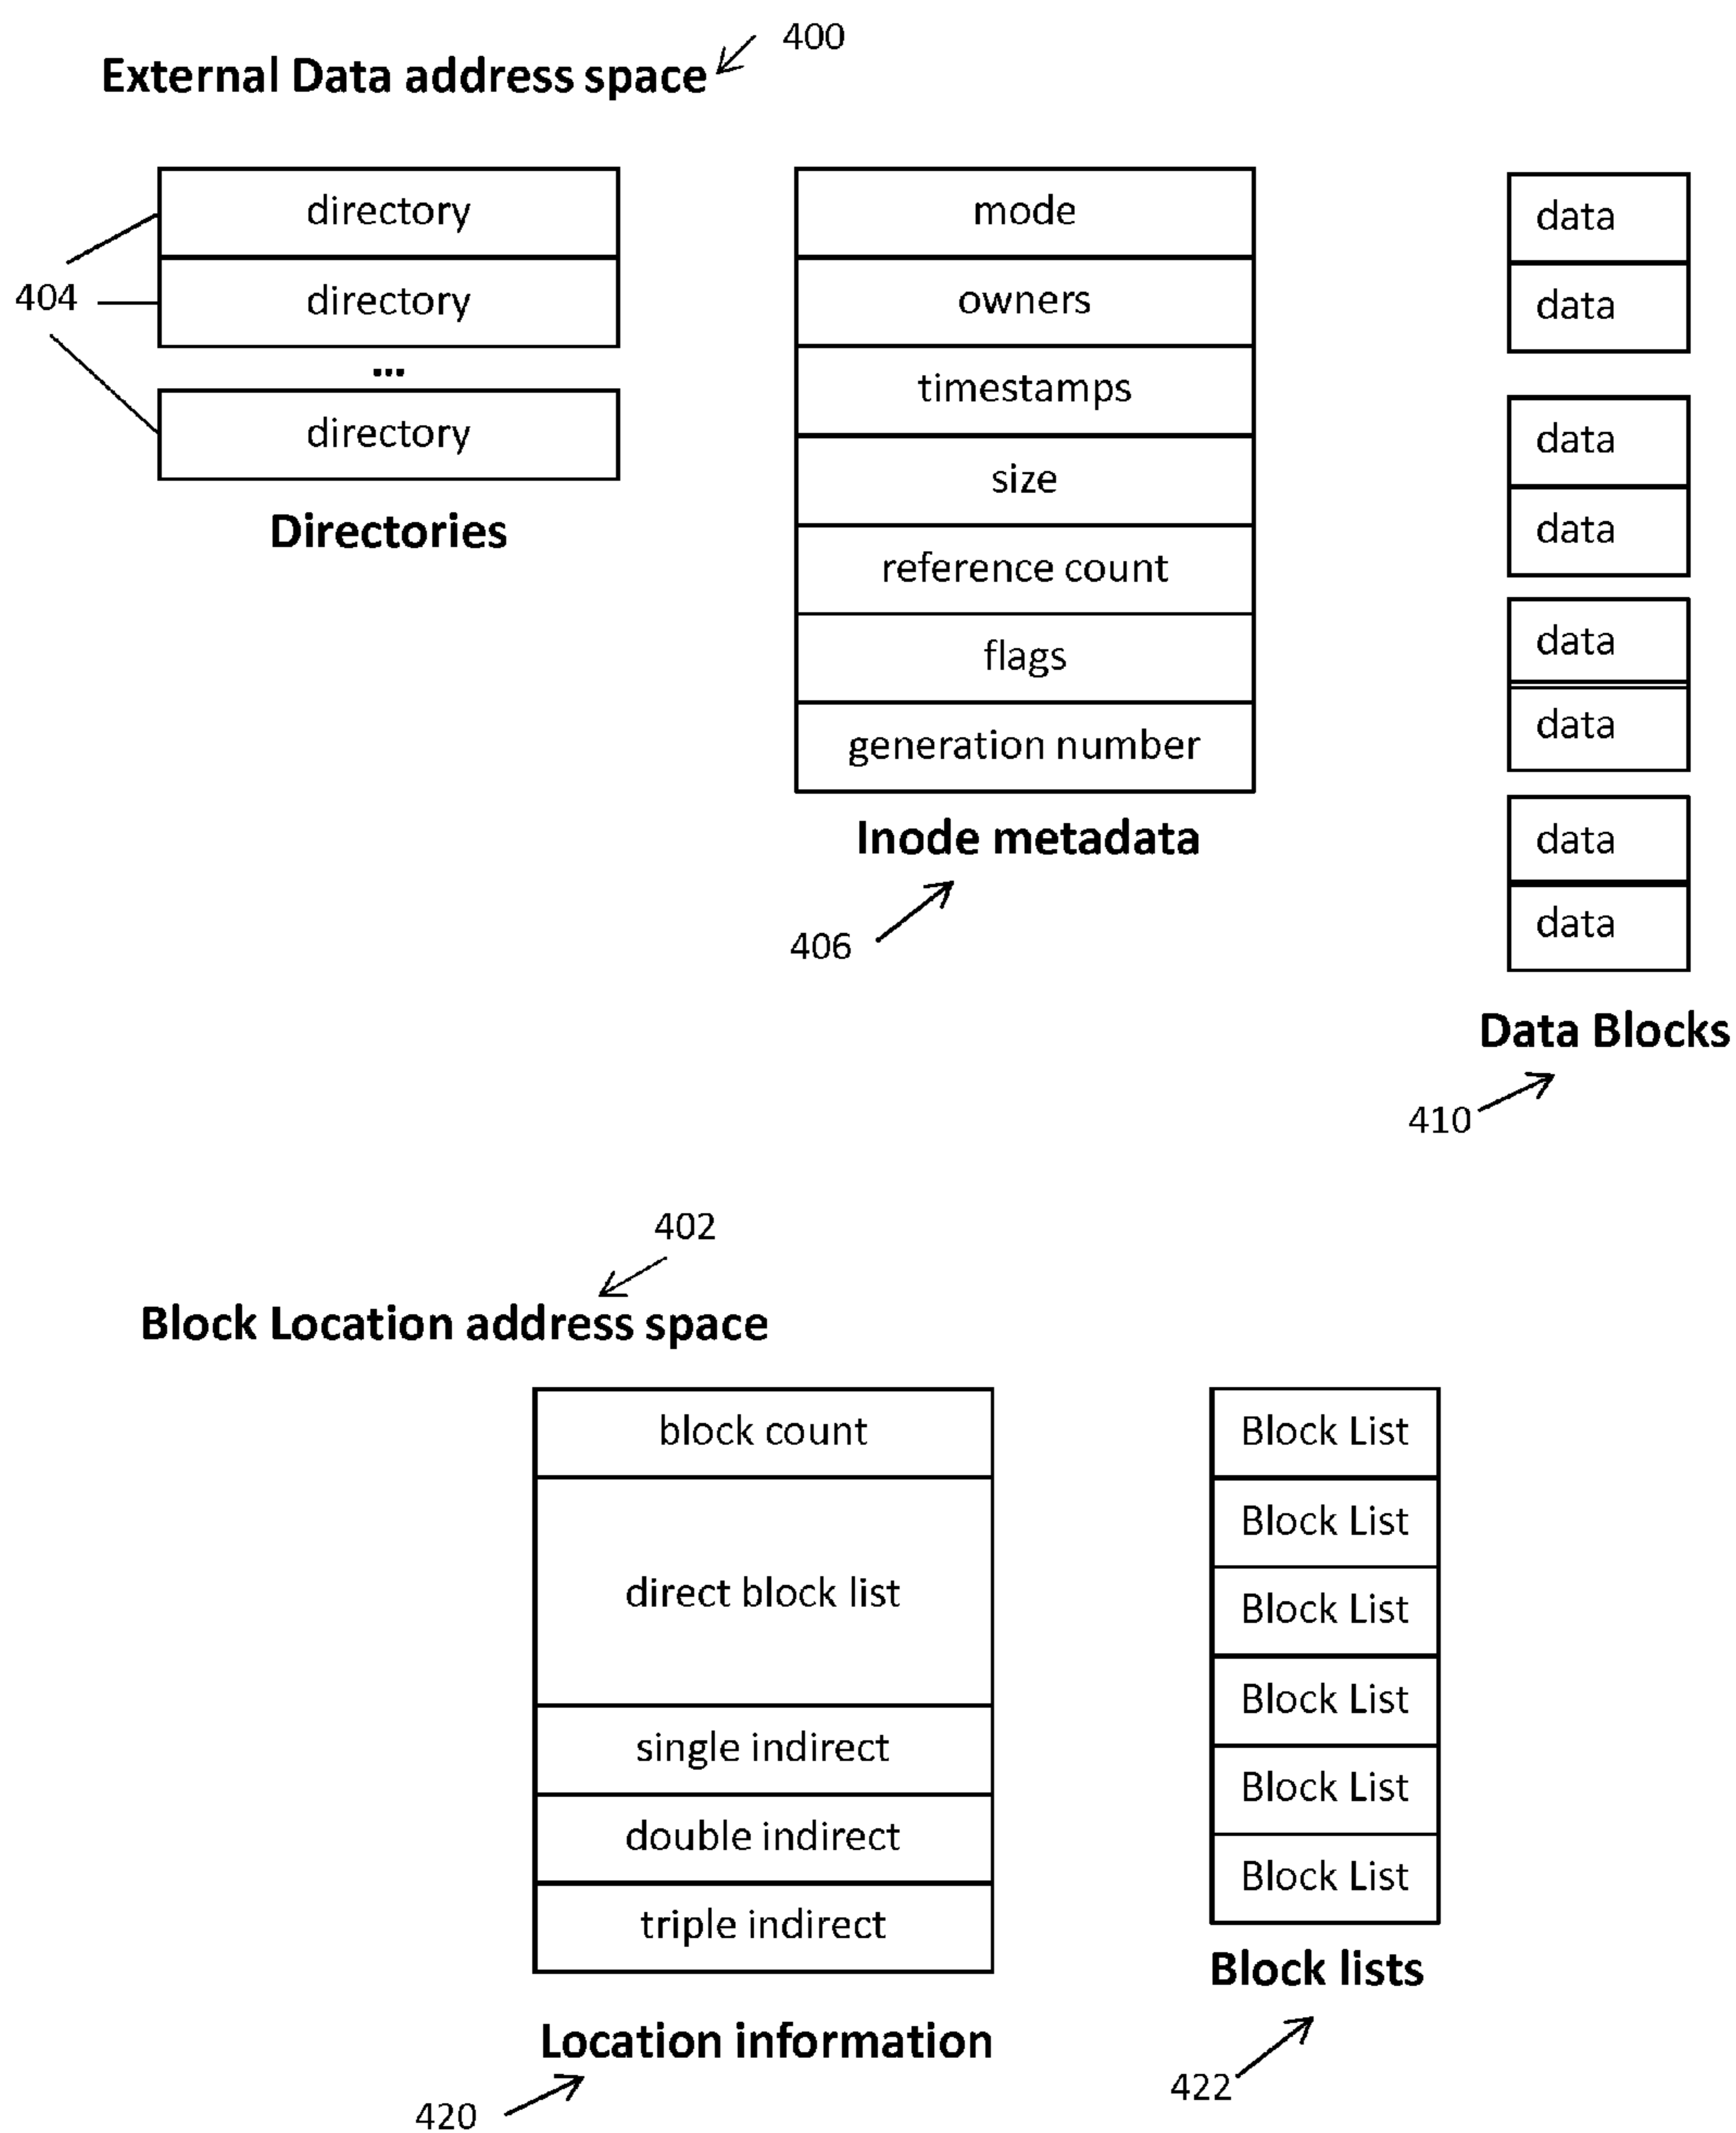 400
External Data address space
directory
directory
...
directory
404
Directories
mode
owners
timestamps
size
reference count
flags
generation number
Inode metadata
406
data
data
data
data
data
data
data
data
Data Blocks
410
402
Block Location address space
block count
direct block list
single indirect
double indirect
triple indirect
Location information
420
Block List
Block List
Block List
Block List
Block List
Block List
Block lists
422